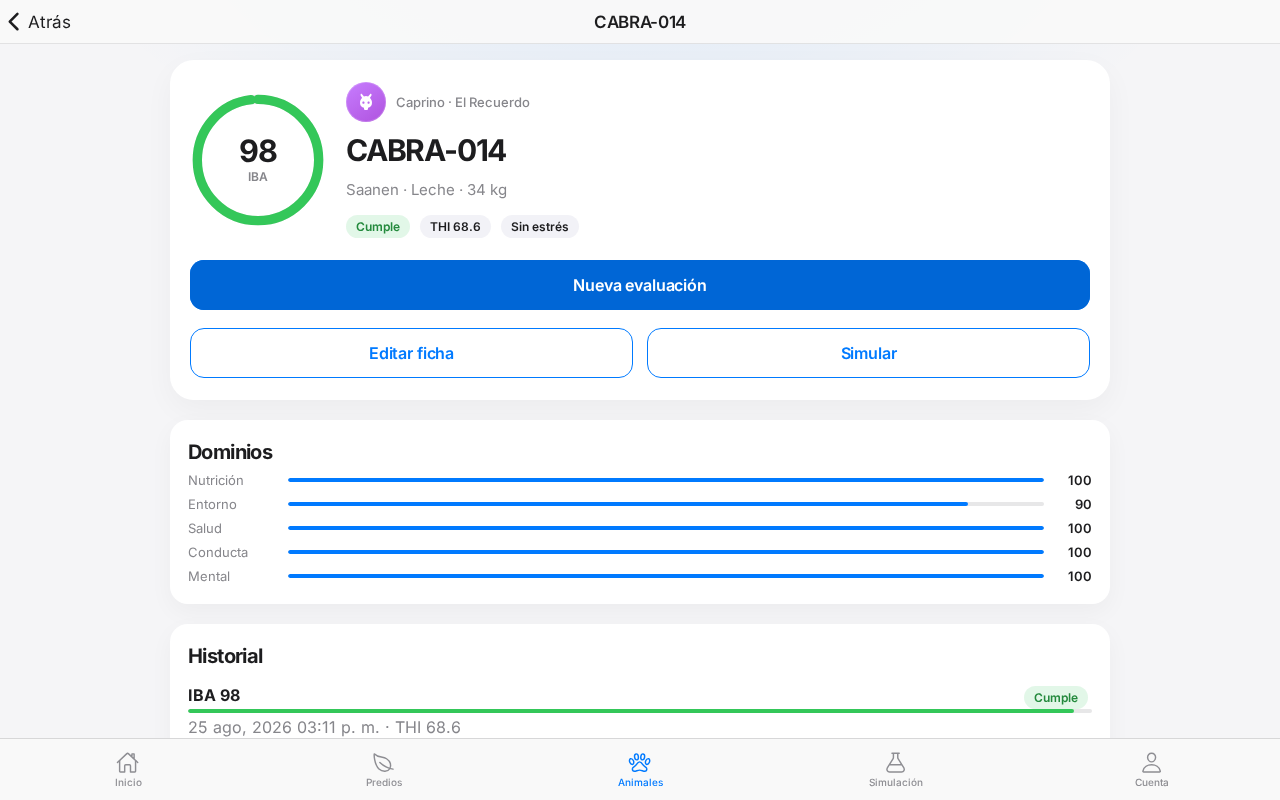 Atrás
CABRA-014
98
IBA
Caprino · El Recuerdo
CABRA-014
Saanen · Leche · 34 kg
Cumple
THI 68.6
Sin estrés
Nueva evaluación
Editar ficha
Simular
Dominios
Nutrición 100
Entorno 90
Salud 100
Conducta 100
Mental 100
Historial
IBA 98
Cumple
25 ago, 2026 03:11 p. m. · THI 68.6
Inicio
Predios
Animales
Simulación
Cuenta